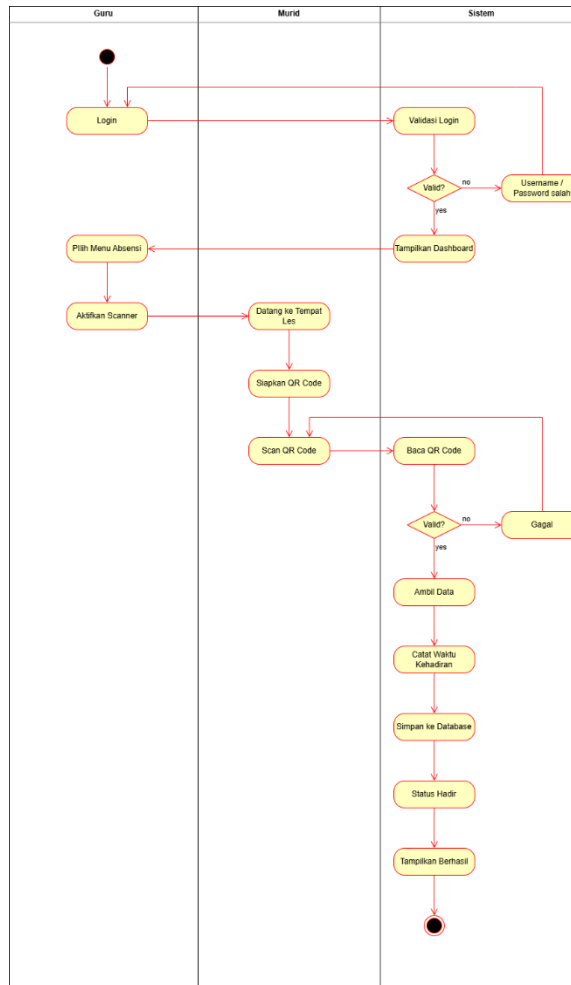 Guru
Murid
Sistem
Login
Validasi Login
Valid?
no
Username /
Password salah
yes
PIlih Menu Absensi
Tampilkan Dashboard
Aktifkan Scanner
Datang ke Tempat
Les
Siapkan QR Code
Scan QR Code
Baca QR Code
Valid?
no
Gagal
yes
Ambil Data
Catat Waktu
Kehadiran
Simpan ke Database
Status Hadir
Tampilkan Berhasil